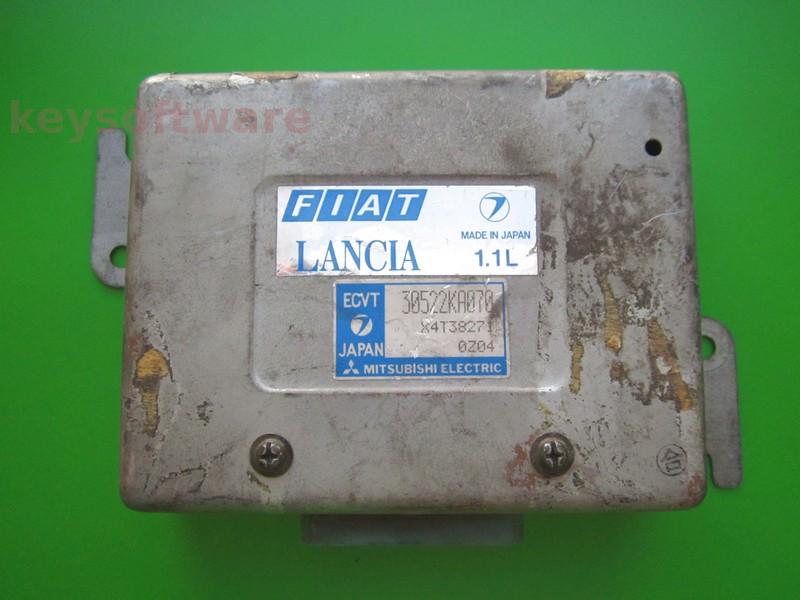 keysoftware
FIAT
MADE IN JAPAN
LANCIA 1.1L
ECVT 30522KA070
X4T38271
JAPAN 0Z04
MITSUBISHI ELECTRIC